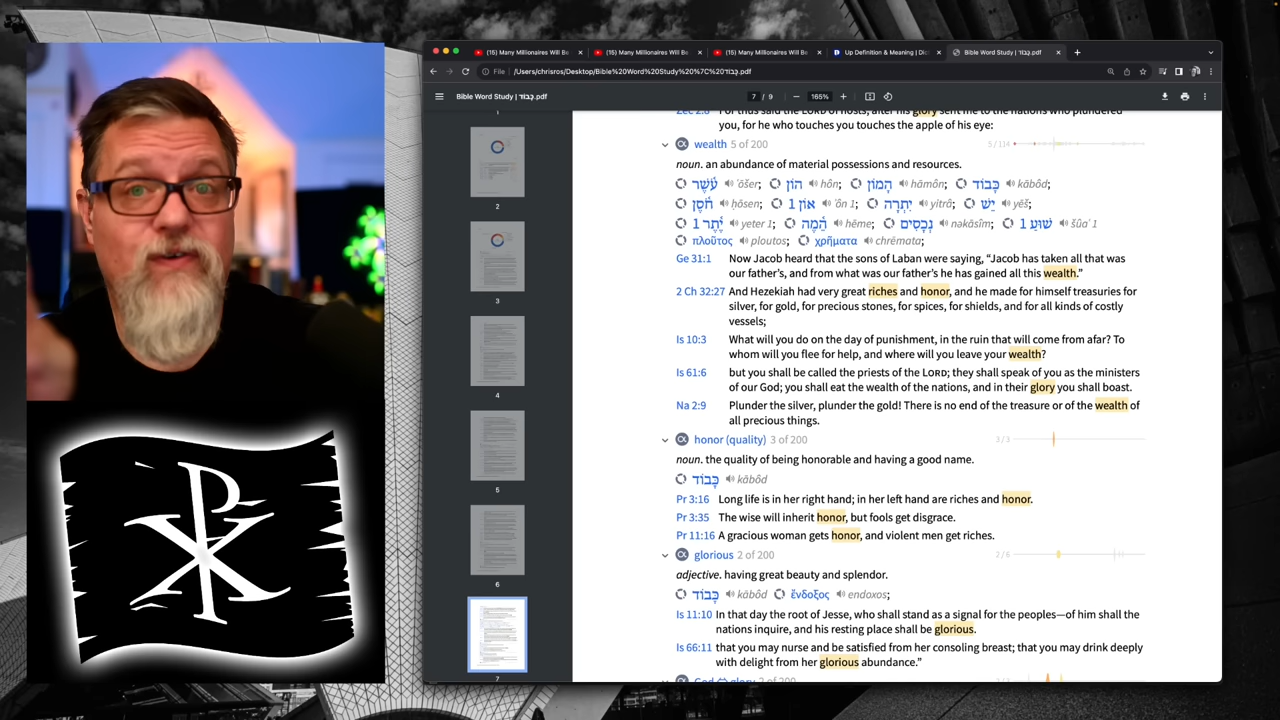 (15) Many Millionaires Will Be
(15) Many Millionaires Will Be
(15) Many Millionaires Will Be
Up Definition & Meaning | Dict
Bible Word Study | כָּבוֹד.pdf
File
/Users/chrisros/Desktop/Bible%20Word%20Study%20%7C%20כָּבוֹד.pdf
Bible Word Study | כָּבוֹד.pdf
7 / 9
165%
2
3
4
5
6
7
Zec 2:8 For thus said the LORD of hosts, after his glory sent me to the nations who plundered
you, for he who touches you touches the apple of his eye:
wealth 5 of 200
5 / 114
noun. an abundance of material possessions and resources.
עֹשֶׁר ʿōšer; הוֹן hôn; הָמוֹן hāmôn; כָּבוֹד kābôd;
חֹסֶן ḥōsen; אוֹן 1 ʾôn 1; יִתְרָה yitrâ; יֵשׁ yēš;
יֶתֶר 1 yeter 1; הֵמָה hēme; נְכָסִים nəkāsîm; שׁוּעַ 1 šûaʿ 1
πλοῦτος ploutos; χρῆματα chrēmata;
Ge 31:1 Now Jacob heard that the sons of Laban were saying, “Jacob has taken all that was
our father’s, and from what was our father’s he has gained all this wealth.”
2 Ch 32:27 And Hezekiah had very great riches and honor, and he made for himself treasuries for
silver, for gold, for precious stones, for spices, for shields, and for all kinds of costly
vessels;
Is 10:3 What will you do on the day of punishment, in the ruin that will come from afar? To
whom will you flee for help, and where will you leave your wealth?
Is 61:6 but you shall be called the priests of the LORD; they shall speak of you as the ministers
of our God; you shall eat the wealth of the nations, and in their glory you shall boast.
Na 2:9 Plunder the silver, plunder the gold! There is no end of the treasure or of the wealth of
all precious things.
honor (quality) 3 of 200
3 / 3
noun. the quality of being honorable and having a good name.
כָּבוֹד kābôd
Pr 3:16 Long life is in her right hand; in her left hand are riches and honor.
Pr 3:35 The wise will inherit honor, but fools get disgrace.
Pr 11:16 A gracious woman gets honor, and violent men get riches.
glorious 2 of 200
2 / 6
adjective. having great beauty and splendor.
כָּבוֹד kābôd ἔνδοξος endoxos;
Is 11:10 In that day the root of Jesse, who shall stand as a signal for the peoples—of him shall the
nations inquire, and his resting place shall be glorious.
Is 66:11 that you may nurse and be satisfied from her consoling breast; that you may drink deeply
with delight from her glorious abundance.”